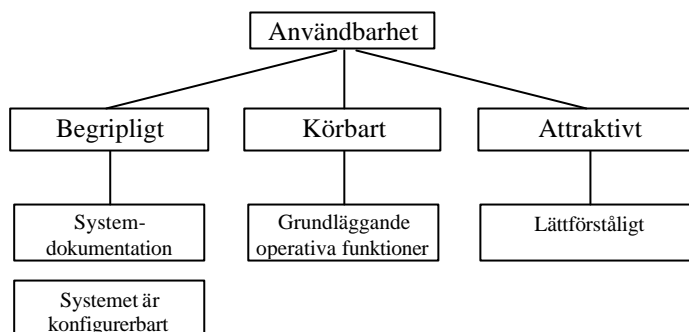 Användbarhet
Begripligt
Körbart
Attraktivt
System-
dokumentation
Grundläggande
operativa funktioner
Lättförståligt
Systemet är
konfigurerbart